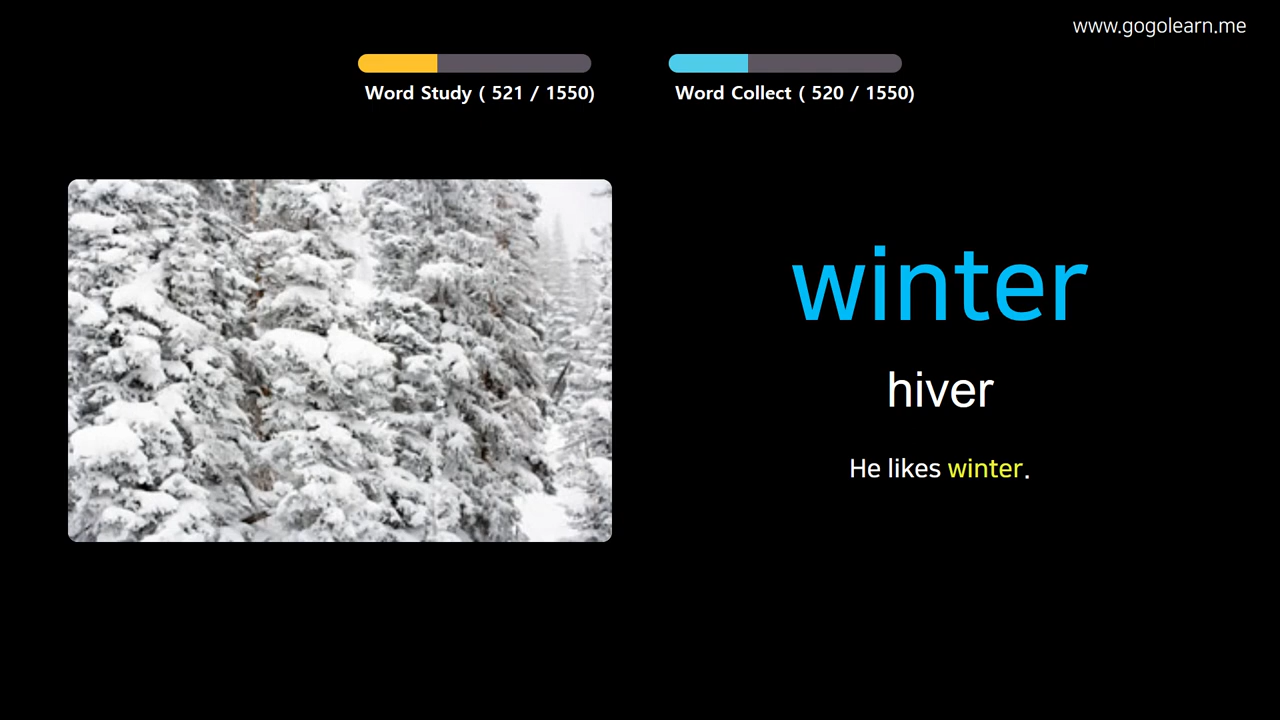 www.gogolearn.me
Word Study ( 521 / 1550)
Word Collect ( 520 / 1550)
winter
hiver
He likes winter.